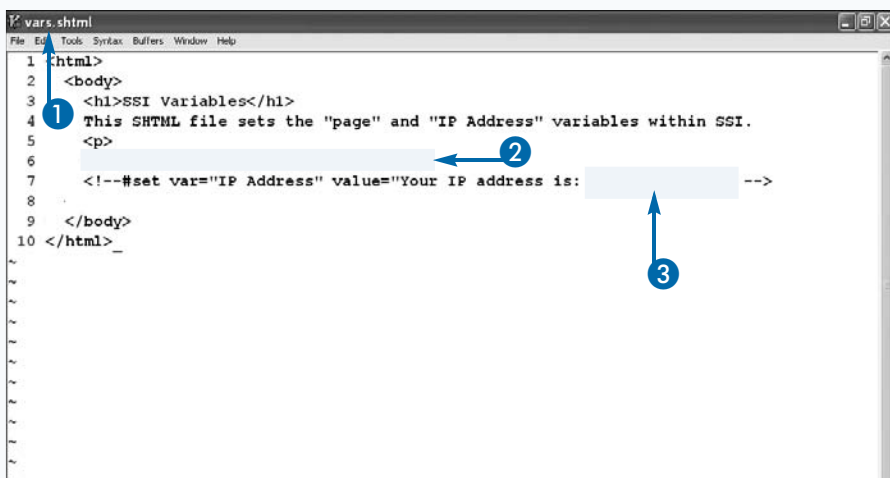 vars.shtml
File Edit Tools Syntax Buffers Window Help
1 <html>
2 <body>
3 <h1>SSI Variables</h1>
4 This SHTML file sets the "page" and "IP Address" variables within SSI.
5 <p>
6
7 <!--#set var="IP Address" value="Your IP address is: -->
8
9 </body>
10 </html>_
~
~
~
~
~
~
~
~
~
~
~
1
2
3